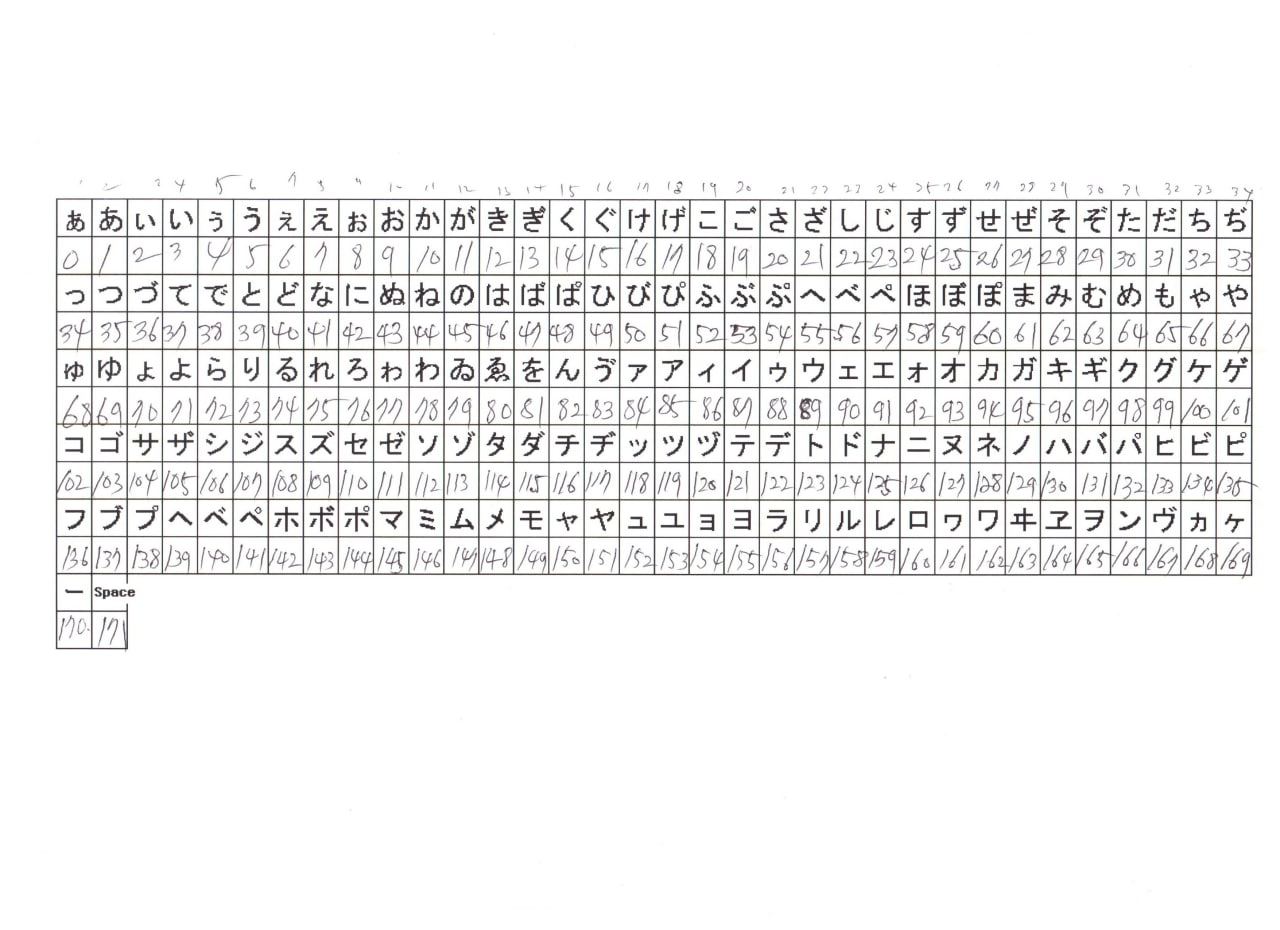 1 2 3 4 5 6 7 8 9 10 11 12 13 14 15 16 17 18 19 20 21 22 23 24 25 26 27 28 29 30 31 32 33 34
ぁ あ ぃ い ぅ う ぇ え ぉ お か が き ぎ く ぐ け げ こ ご さ ざ し じ す ず せ ぜ そ ぞ た だ ち ぢ
0 1 2 3 4 5 6 7 8 9 10 11 12 13 14 15 16 17 18 19 20 21 22 23 24 25 26 27 28 29 30 31 32 33
っ つ づ て で と ど な に ぬ ね の は ば ぱ ひ び ぴ ふ ぶ ぷ へ べ ぺ ほ ぼ ぽ ま み む め も ゃ や
34 35 36 37 38 39 40 41 42 43 44 45 46 47 48 49 50 51 52 53 54 55 56 57 58 59 60 61 62 63 64 65 66 67
ゅ ゆ ょ よ ら り る れ ろ ゎ わ ゐ ゑ を ん ゔ ァ ア ィ イ ゥ ウ ェ エ ォ オ カ ガ キ ギ ク グ ケ ゲ
68 69 70 71 72 73 74 75 76 77 78 79 80 81 82 83 84 85 86 87 88 89 90 91 92 93 94 95 96 97 98 99 100 101
コ ゴ サ ザ シ ジ ス ズ セ ゼ ソ ゾ タ ダ チ ヂ ッ ツ ヅ テ デ ト ド ナ ニ ヌ ネ ノ ハ バ パ ヒ ビ ピ
102 103 104 105 106 107 108 109 110 111 112 113 114 115 116 117 118 119 120 121 122 123 124 125 126 127 128 129 130 131 132 133 134 135
フ ブ プ ヘ ベ ペ ホ ボ ポ マ ミ ム メ モ ャ ヤ ュ ユ ョ ヨ ラ リ ル レ ロ ヮ ワ ヰ ヱ ヲ ン ヴ ヵ ヶ
136 137 138 139 140 141 142 143 144 145 146 147 148 149 150 151 152 153 154 155 156 157 158 159 160 161 162 163 164 165 166 167 168 169
ー Space
170. 171